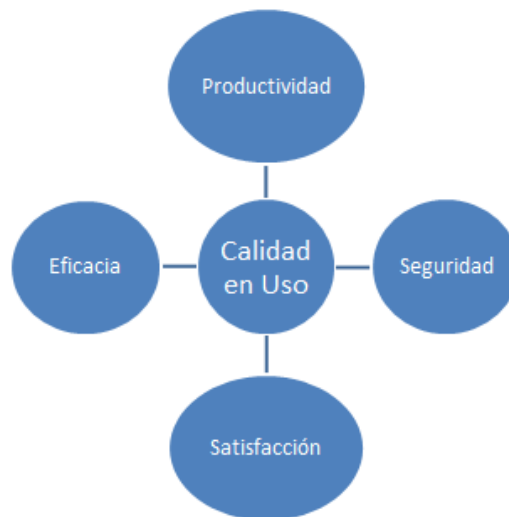 Productividad
Eficacia
Calidad
en Uso
Seguridad
Satisfacción